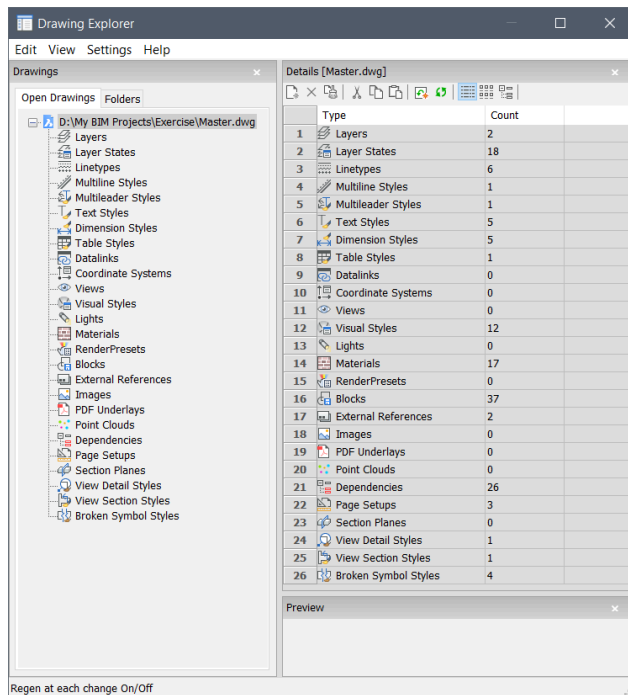 Drawing Explorer
Edit View Settings Help
Drawings
Open Drawings Folders
D:\My BIM Projects\Exercise\Master.dwg
Layers
Layer States
Linetypes
Multiline Styles
Multileader Styles
Text Styles
Dimension Styles
Table Styles
Datalinks
Coordinate Systems
Views
Visual Styles
Lights
Materials
RenderPresets
Blocks
External References
Images
PDF Underlays
Point Clouds
Dependencies
Page Setups
Section Planes
View Detail Styles
View Section Styles
Broken Symbol Styles
Details [Master.dwg]
Type Count
1 Layers 2
2 Layer States 18
3 Linetypes 6
4 Multiline Styles 1
5 Multileader Styles 1
6 Text Styles 5
7 Dimension Styles 5
8 Table Styles 1
9 Datalinks 0
10 Coordinate Systems 0
11 Views 0
12 Visual Styles 12
13 Lights 0
14 Materials 17
15 RenderPresets 0
16 Blocks 37
17 External References 2
18 Images 0
19 PDF Underlays 0
20 Point Clouds 0
21 Dependencies 26
22 Page Setups 3
23 Section Planes 0
24 View Detail Styles 1
25 View Section Styles 1
26 Broken Symbol Styles 4
Preview
Regen at each change On/Off